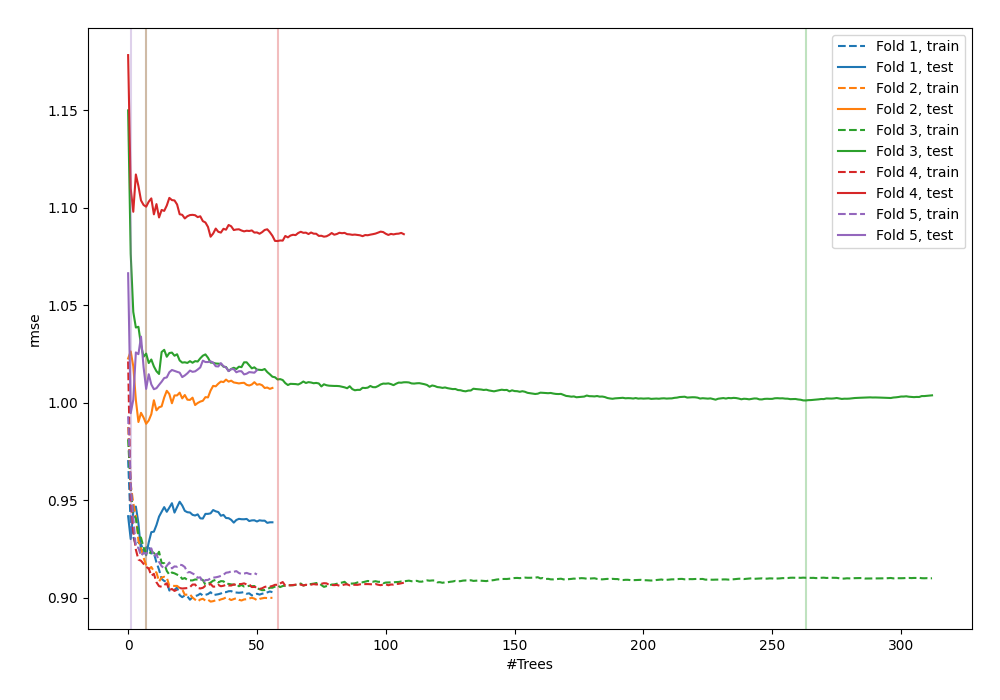 Fold 1, train
Fold 1, test
Fold 2, train
Fold 2, test
Fold 3, train
Fold 3, test
Fold 4, train
Fold 4, test
Fold 5, train
Fold 5, test
rmse
1.15
1.10
1.05
1.00
0.95
0.90
0 50 100 150 200 250 300
#Trees